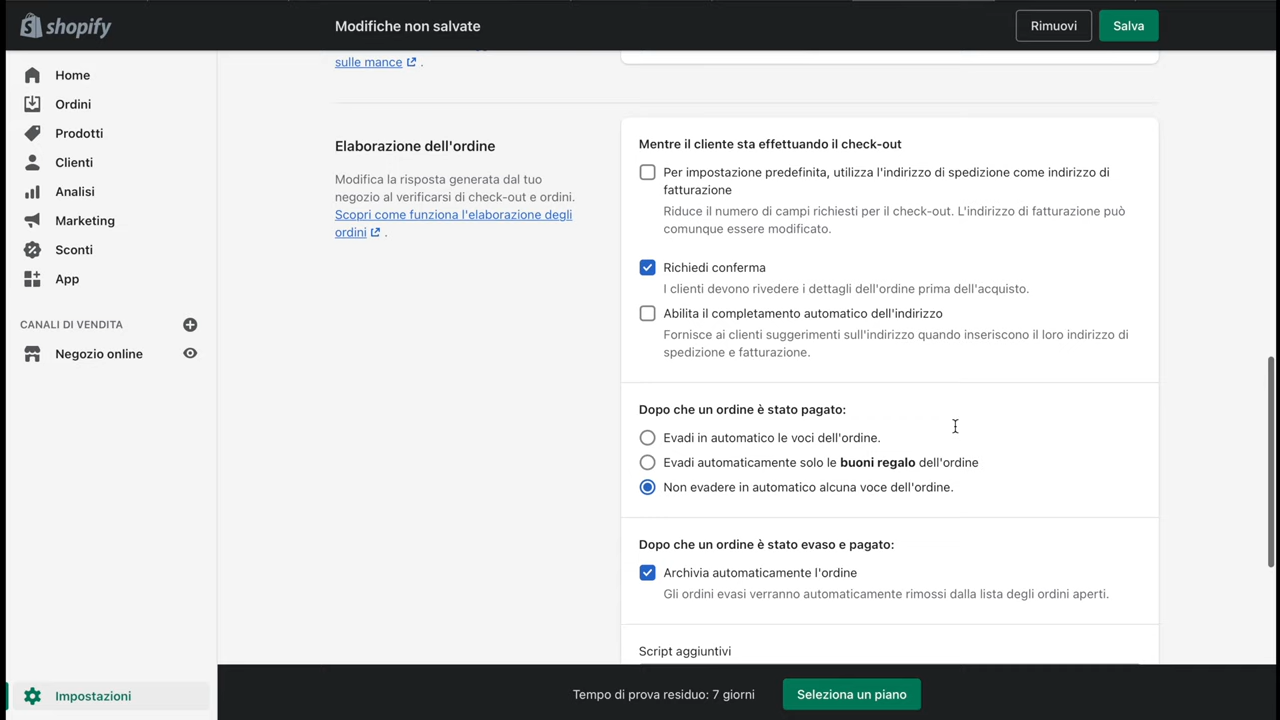 shopify
Modifiche non salvate
Rimuovi
Salva
Home
Ordini
Prodotti
Clienti
Analisi
Marketing
Sconti
App
CANALI DI VENDITA
Negozio online
Impostazioni
sulle mance .
Elaborazione dell'ordine
Modifica la risposta generata dal tuo
negozio al verificarsi di check-out e ordini.
Scopri come funziona l'elaborazione degli
ordini .
Mentre il cliente sta effettuando il check-out
Per impostazione predefinita, utilizza l'indirizzo di spedizione come indirizzo di
fatturazione
Riduce il numero di campi richiesti per il check-out. L'indirizzo di fatturazione può
comunque essere modificato.
Richiedi conferma
I clienti devono rivedere i dettagli dell'ordine prima dell'acquisto.
Abilita il completamento automatico dell'indirizzo
Fornisce ai clienti suggerimenti sull'indirizzo quando inseriscono il loro indirizzo di
spedizione e fatturazione.
Dopo che un ordine è stato pagato:
Evadi in automatico le voci dell'ordine.
Evadi automaticamente solo le buoni regalo dell'ordine
Non evadere in automatico alcuna voce dell'ordine.
Dopo che un ordine è stato evaso e pagato:
Archivia automaticamente l'ordine
Gli ordini evasi verranno automaticamente rimossi dalla lista degli ordini aperti.
Script aggiuntivi
Tempo di prova residuo: 7 giorni
Seleziona un piano